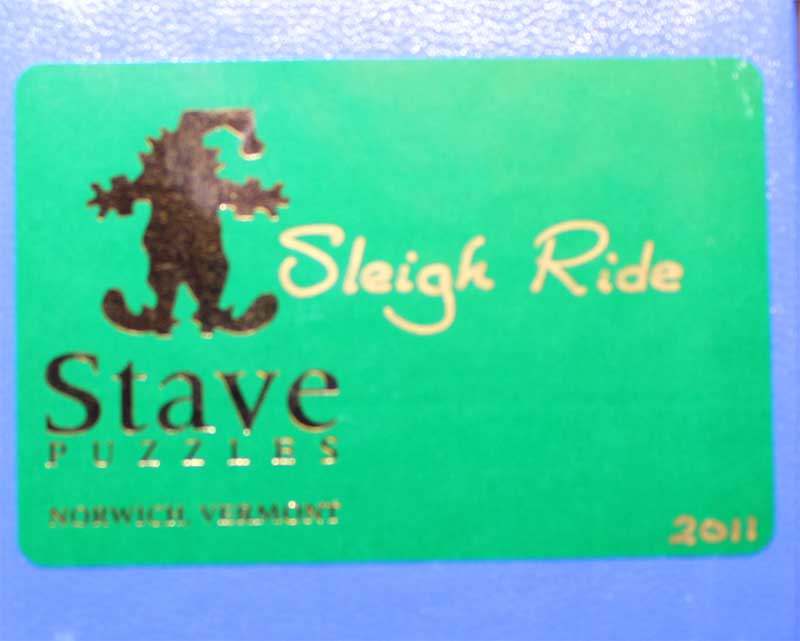 Sleigh Ride
Stave
PUZZLES
NORWICH, VERMONT
2011